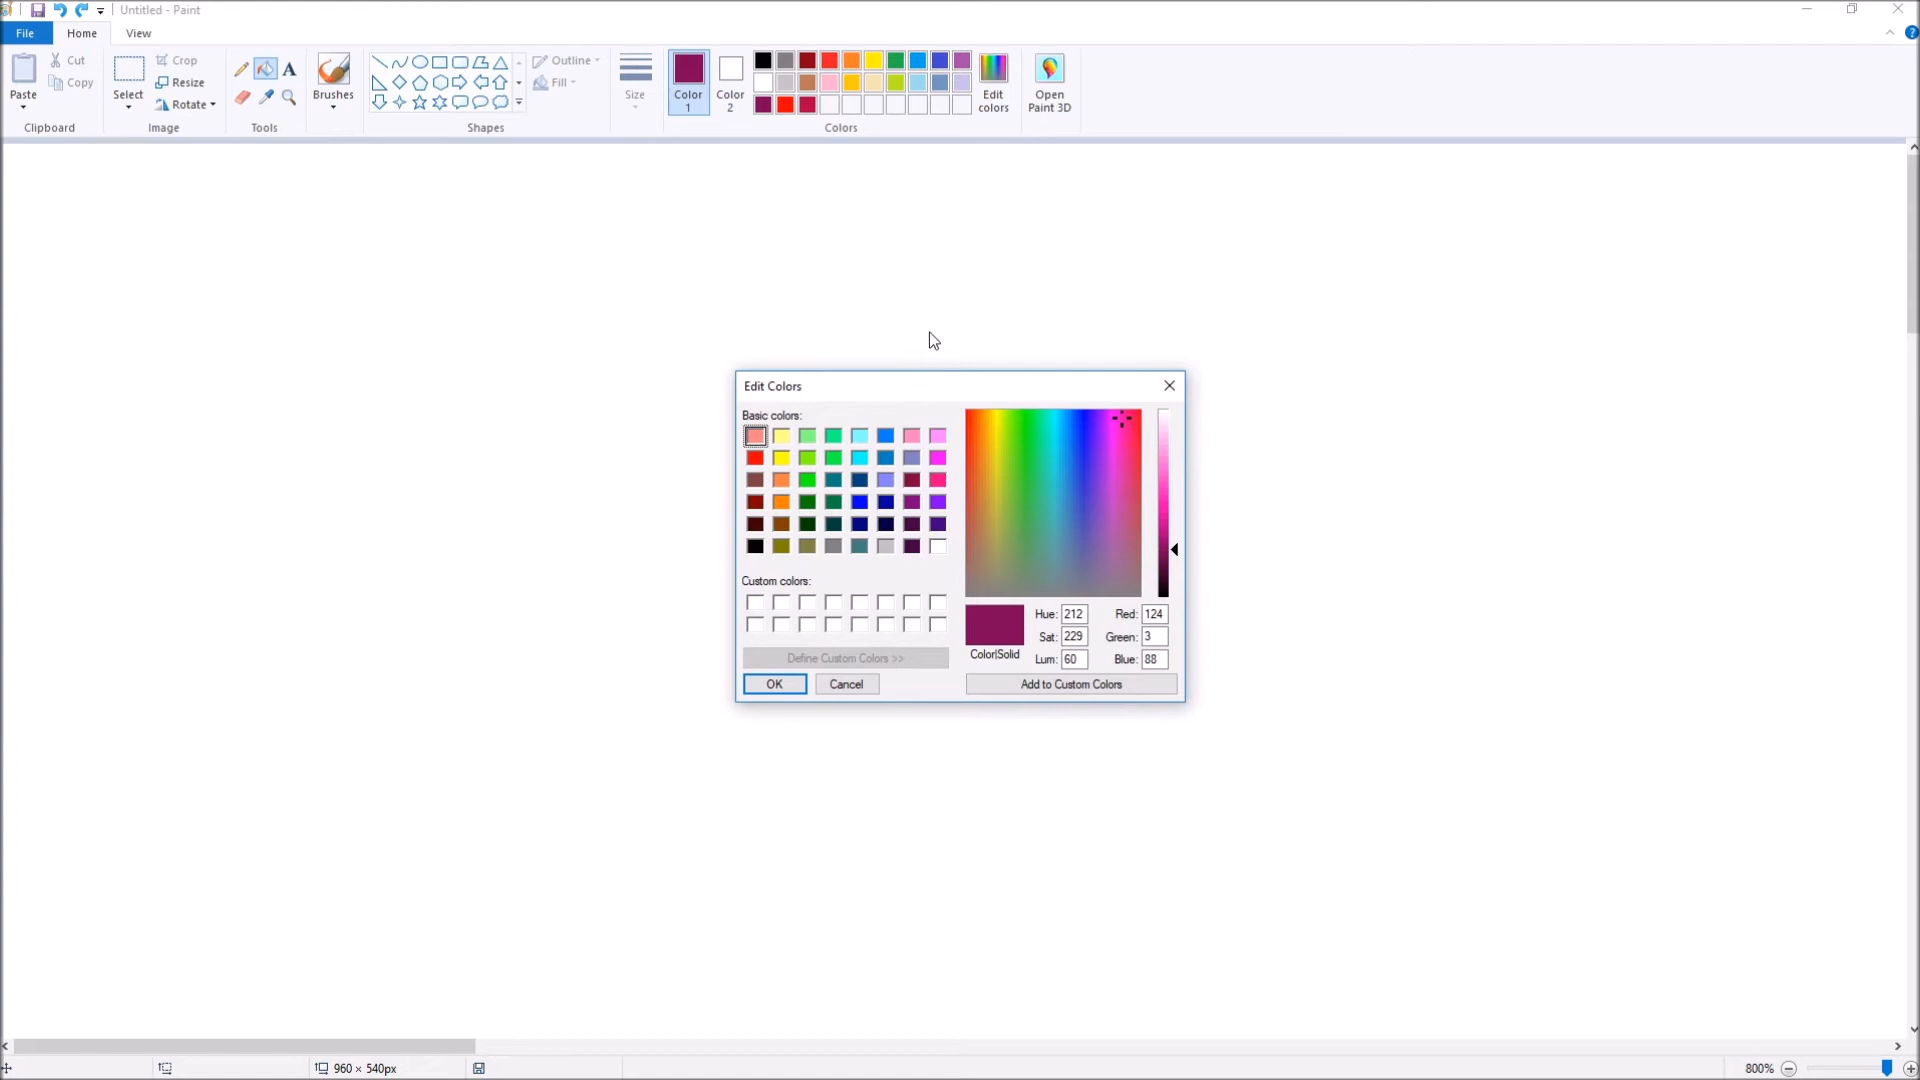 Untitled - Paint
File Home View
Paste
Cut
Copy
Clipboard
Select
Crop
Resize
Rotate
Image
A
Tools
Brushes
Shapes
Outline
Fill
Size
Color 1
Color 2
Edit colors
Colors
Open Paint 3D
Edit Colors
Basic colors:
Custom colors:
Define Custom Colors >>
OK Cancel
Color|Solid
Hue: 212 Red: 124
Sat: 229 Green: 3
Lum: 60 Blue: 88
Add to Custom Colors
960 × 540px
800%